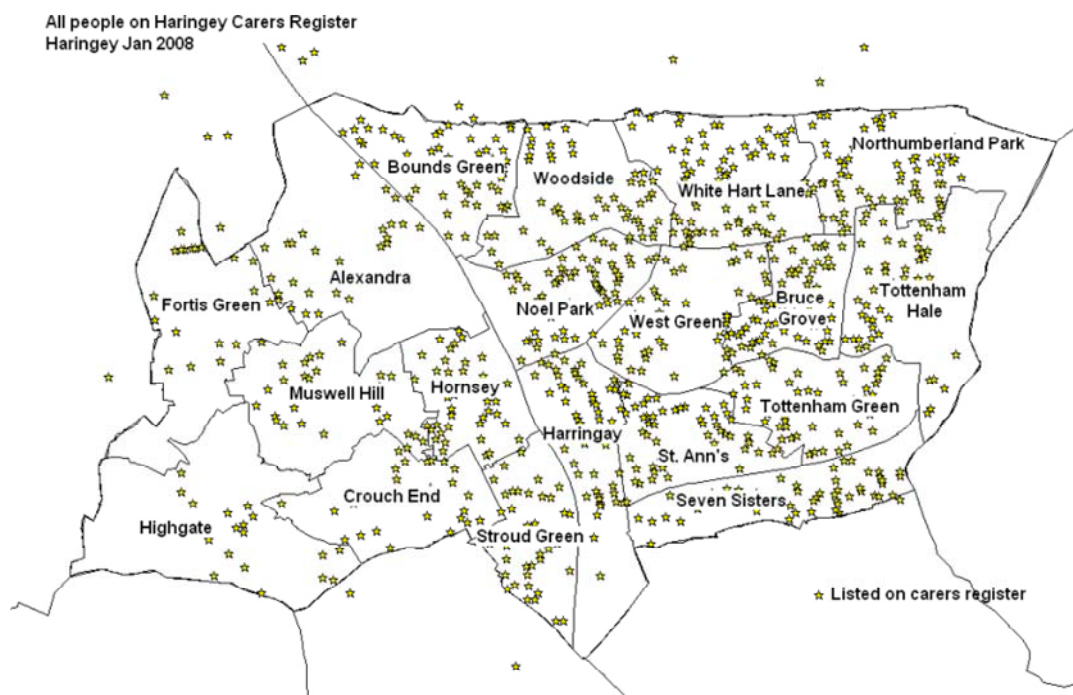 All people on Haringey Carers Register
Haringey Jan 2008
Northumberland Park
Bounds Green
Woodside
White Hart Lane
Alexandra
Fortis Green
Noel Park
West Green
Bruce
Grove
Tottenham
Hale
Muswell Hill
Hornsey
Harringay
Tottenham Green
St. Ann's
Crouch End
Seven Sisters
Highgate
Stroud Green
Listed on carers register